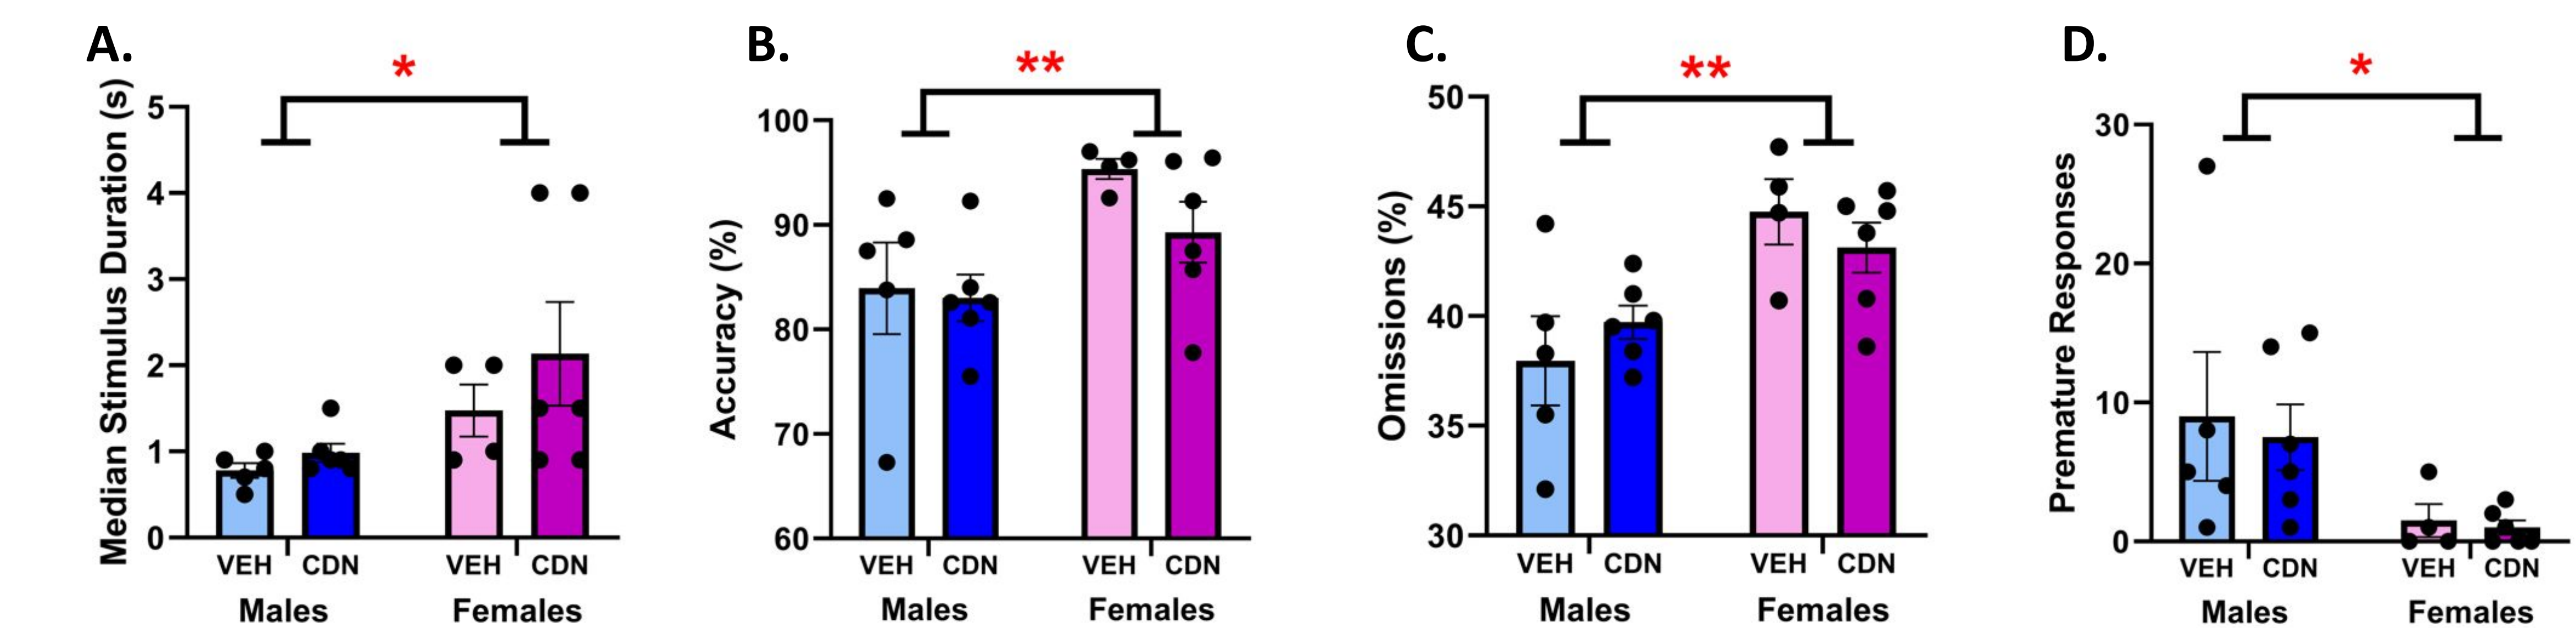 A.
*
Median Stimulus Duration (s)
5
4
3
2
1
0
VEH CDN VEH CDN
Males Females
B.
**
Accuracy (%)
100
90
80
70
60
VEH CDN VEH CDN
Males Females
C.
**
Omissions (%)
50
45
40
35
30
VEH CDN VEH CDN
Males Females
D.
*
Premature Responses
30
20
10
0
VEH CDN VEH CDN
Males Females